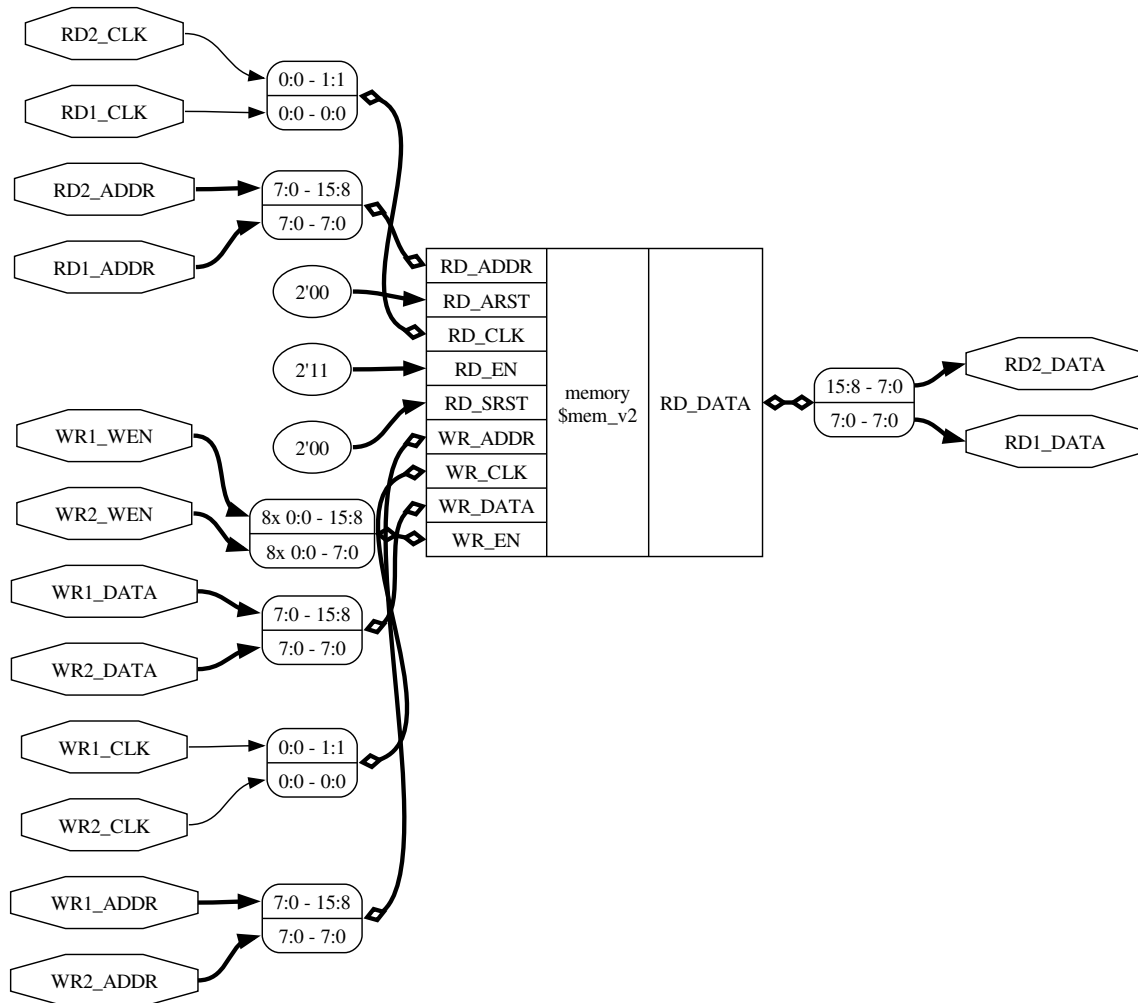 RD2_CLK
RD1_CLK
0:0 - 1:1
0:0 - 0:0
RD2_ADDR
RD1_ADDR
7:0 - 15:8
7:0 - 7:0
2'00
2'11
2'00
WR1_WEN
WR2_WEN
8x 0:0 - 15:8
8x 0:0 - 7:0
WR1_DATA
WR2_DATA
7:0 - 15:8
7:0 - 7:0
WR1_CLK
WR2_CLK
0:0 - 1:1
0:0 - 0:0
WR1_ADDR
WR2_ADDR
7:0 - 15:8
7:0 - 7:0
RD_ADDR
RD_ARST
RD_CLK
RD_EN
RD_SRST
WR_ADDR
WR_CLK
WR_DATA
WR_EN
memory
$mem_v2
RD_DATA
15:8 - 7:0
7:0 - 7:0
RD2_DATA
RD1_DATA